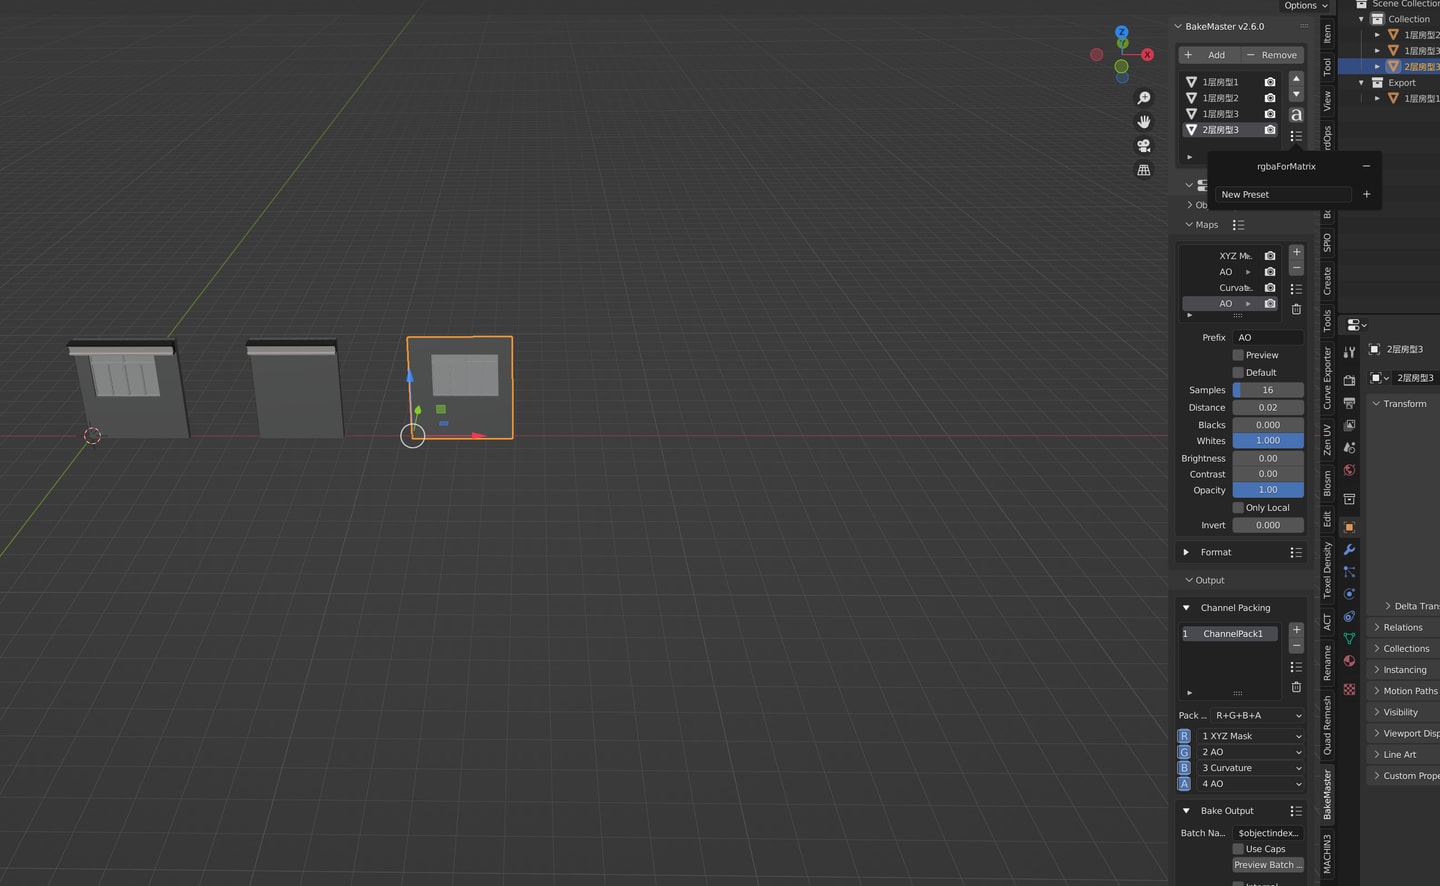 Options
BakeMaster v2.6.0
Add
Remove
1层房型1
1层房型2
1层房型3
2层房型3
rgbaForMatrix
New Preset
Maps
XYZ M..
AO
Curvat..
AO
Prefix AO
Preview
Default
Samples 16
Distance 0.02
Blacks 0.000
Whites 1.000
Brightness 0.00
Contrast 0.00
Opacity 1.00
Only Local
Invert 0.000
Format
Output
Channel Packing
1 ChannelPack1
Pack ... R+G+B+A
R 1 XYZ Mask
G 2 AO
B 3 Curvature
A 4 AO
Bake Output
Batch Na... $objectindex...
Use Caps
Preview Batch ...
Item
Tool
View
SPIO
Create
Tools
Curve Exporter
Zen UV
Blosm
Edit
Texel Density
ACT
Rename
Quad Remesh
BakeMaster
MACHIN3
Scene Collectio
Collection
1层房型2
1层房型3
2层房型3
Export
1层房型1
2层房型3
2层房型3
Transform
Delta Tran
Relations
Collections
Instancing
Motion Paths
Visibility
Viewport Disp
Line Art
Custom Prope
X
Z
Y